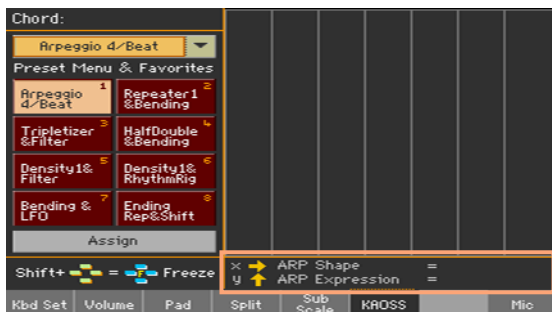 Chord:
Arpeggio 4/Beat
Preset Menu & Favorites
Arpeggio 4/Beat 1
Repeater1 &Bending 2
Tripletizer &Filter 3
HalfDouble &Bending 4
Density1& Filter 5
Density1& RhythmRig 6
Bending & LFO 7
Ending Rep&Shift 8
Assign
Shift+ = F Freeze
x ARP Shape =
y ARP Expression =
Kbd Set Volume Pad Split Sub Scale KAOSS Mic